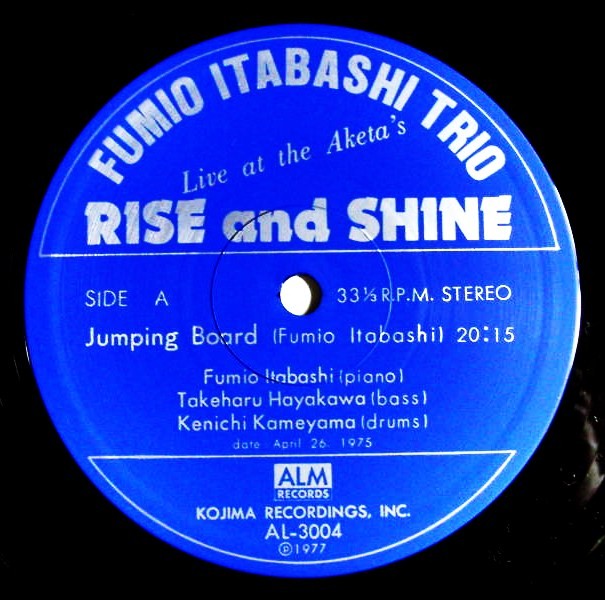 FUMIO ITABASHI TRIO
Live at the Aketa's
RISE and SHINE
SIDE A 33⅓ R.P.M. STEREO
Jumping Board (Fumio Itabashi) 20:15
Fumio Itabashi (piano)
Takeharu Hayakawa (bass)
Kenichi Kameyama (drums)
date: April 26. 1975
ALM
RECORDS
KOJIMA RECORDINGS, INC.
AL-3004
℗1977